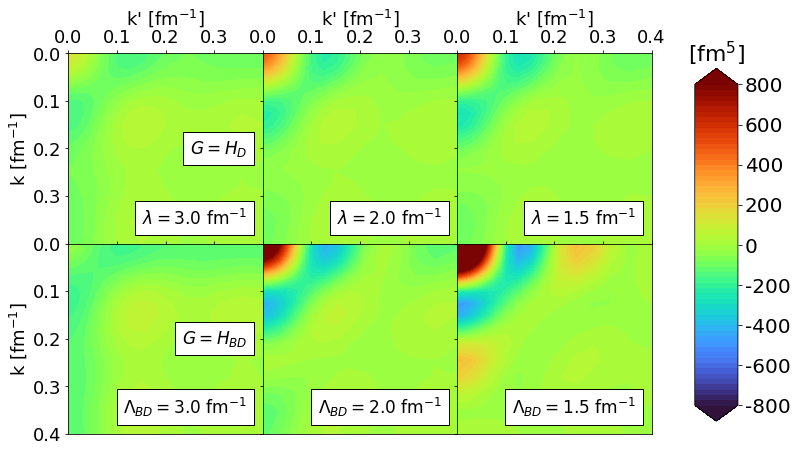 k' [fm⁻¹] k' [fm⁻¹] k' [fm⁻¹]
0.0 0.1 0.2 0.3 0.0 0.1 0.2 0.3 0.0 0.1 0.2 0.3 0.4
[fm⁵]
0.0
0.1
0.2
0.3
k [fm⁻¹]
G = H_D
λ = 3.0 fm⁻¹
λ = 2.0 fm⁻¹
λ = 1.5 fm⁻¹
0.0
0.1
0.2
0.3
0.4
k [fm⁻¹]
G = H_BD
Λ_BD = 3.0 fm⁻¹
Λ_BD = 2.0 fm⁻¹
Λ_BD = 1.5 fm⁻¹
800
600
400
200
0
-200
-400
-600
-800